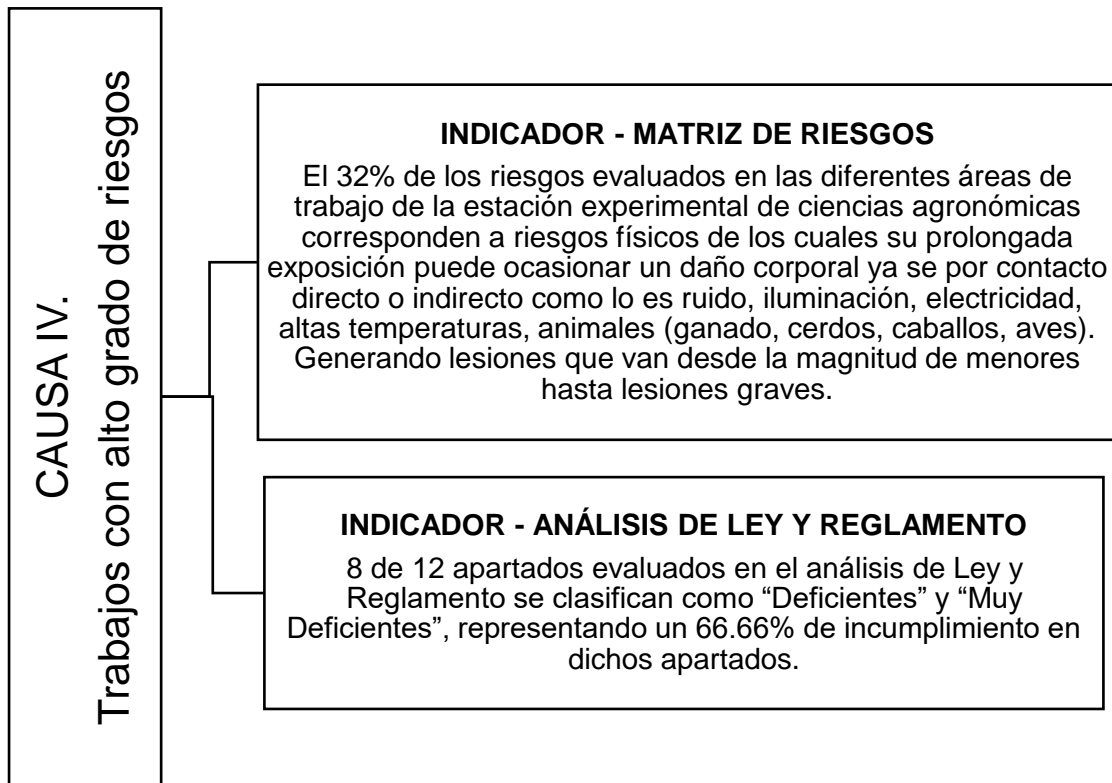 CAUSA IV.
Trabajos con alto grado de riesgos
INDICADOR - MATRIZ DE RIESGOS
El 32% de los riesgos evaluados en las diferentes áreas de
trabajo de la estación experimental de ciencias agronómicas
corresponden a riesgos físicos de los cuales su prolongada
exposición puede ocasionar un daño corporal ya se por contacto
directo o indirecto como lo es ruido, iluminación, electricidad,
altas temperaturas, animales (ganado, cerdos, caballos, aves).
Generando lesiones que van desde la magnitud de menores
hasta lesiones graves.
INDICADOR - ANÁLISIS DE LEY Y REGLAMENTO
8 de 12 apartados evaluados en el análisis de Ley y
Reglamento se clasifican como “Deficientes” y “Muy
Deficientes”, representando un 66.66% de incumplimiento en
dichos apartados.